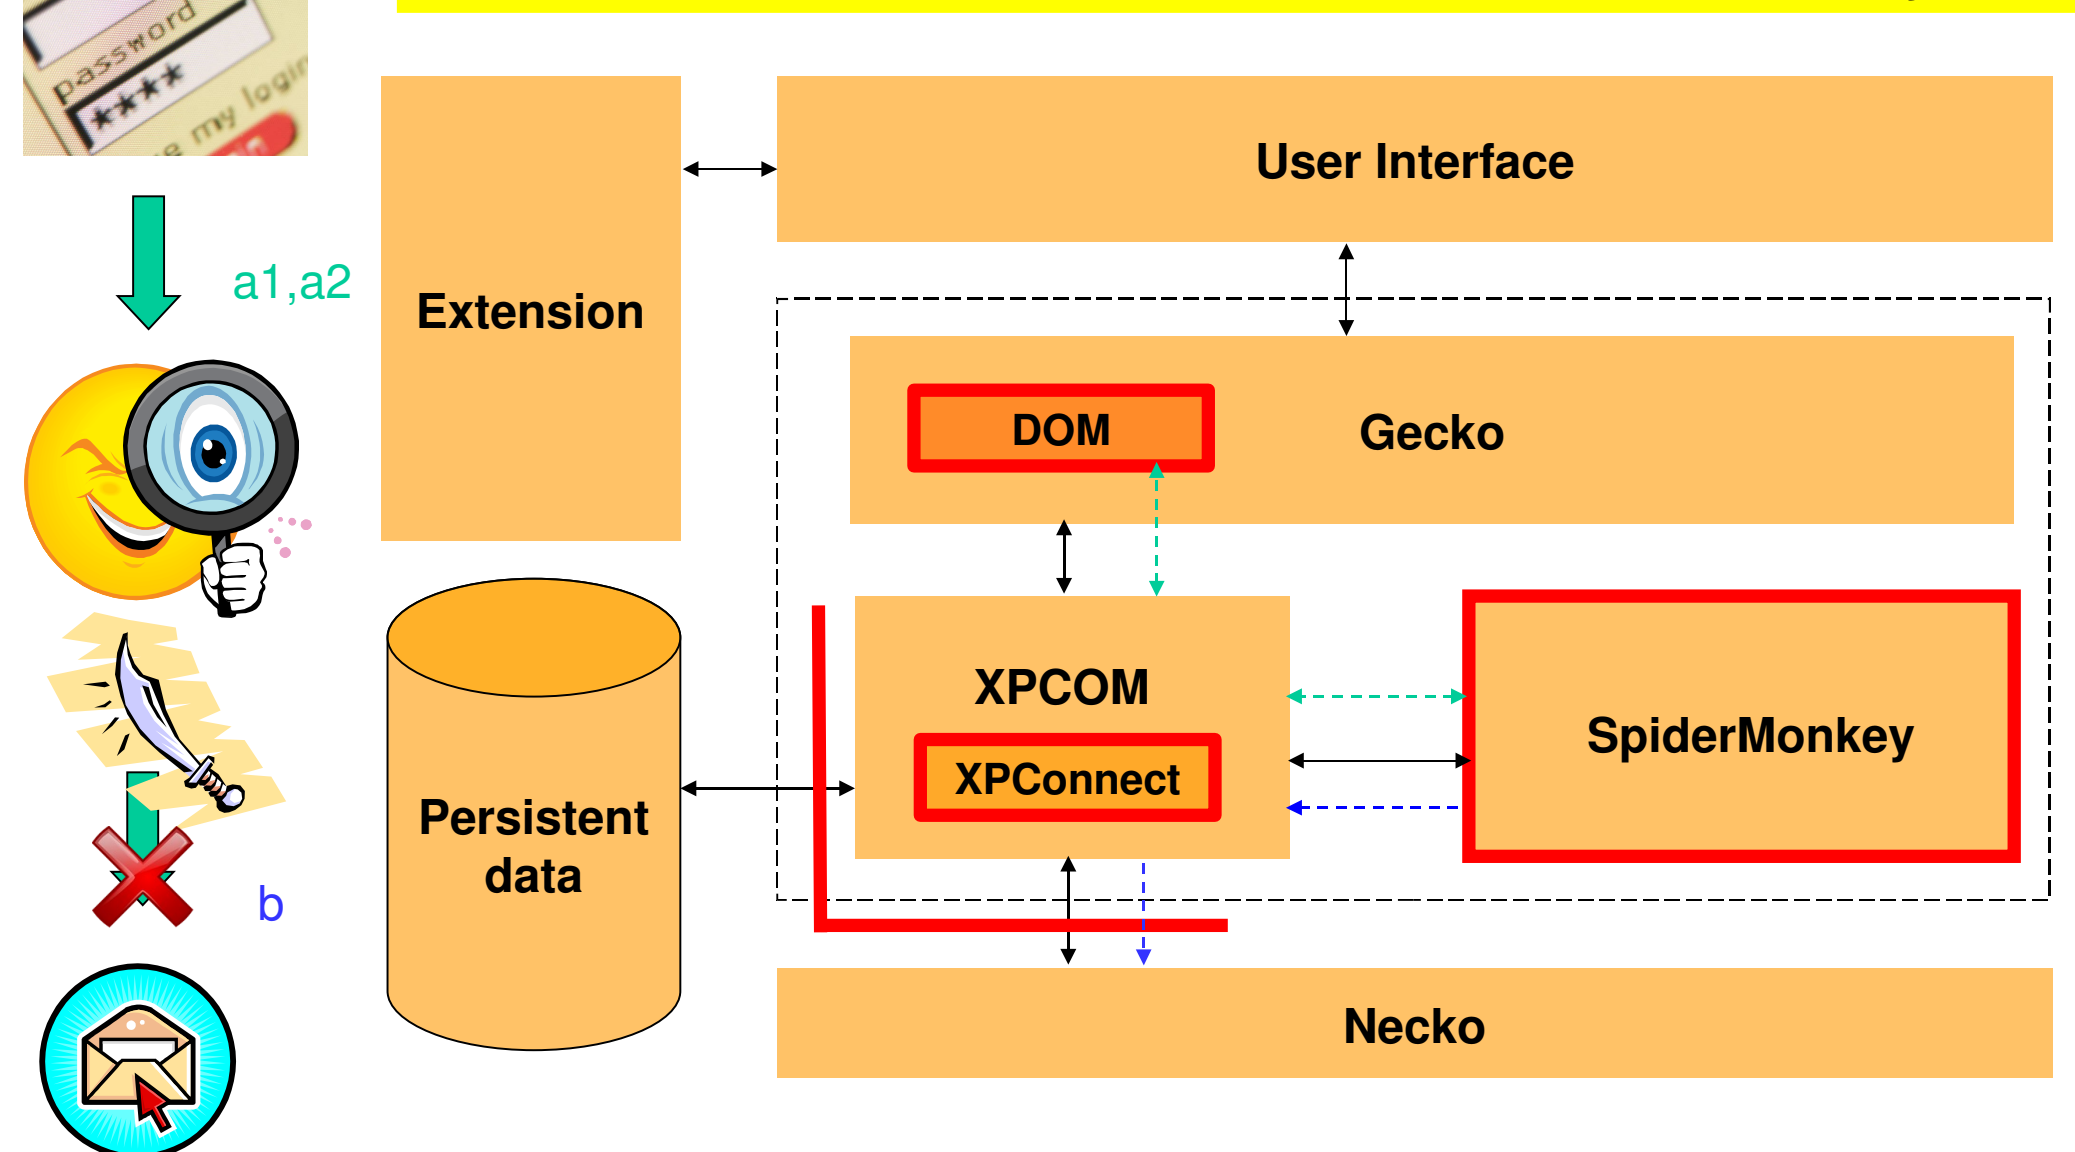 password
****
my login
User Interface
a1,a2
Extension
DOM
Gecko
XPCOM
SpiderMonkey
XPConnect
Persistent
data
b
Necko